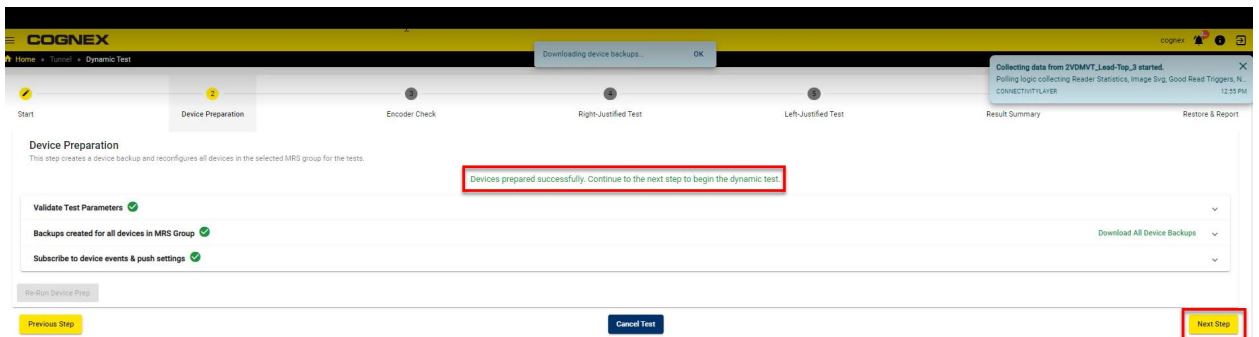 COGNEX
cognex
Downloading device backups... OK
Home • Tunnel • Dynamic Test
Collecting data from 2VDMVT_Lead-Top_3 started.
Polling logic collecting Reader Statistics, Image Svg, Good Read Triggers, N...
CONNECTIVITYLAYER 12:55 PM
2 3 4 5
Start Device Preparation Encoder Check Right-Justified Test Left-Justified Test Result Summary Restore & Report
Device Preparation
This step creates a device backup and reconfigures all devices in the selected MRS group for the tests.
Devices prepared successfully. Continue to the next step to begin the dynamic test.
Validate Test Parameters
Backups created for all devices in MRS Group Download All Device Backups
Subscribe to device events & push settings
Re-Run Device Prep
Previous Step Cancel Test Next Step